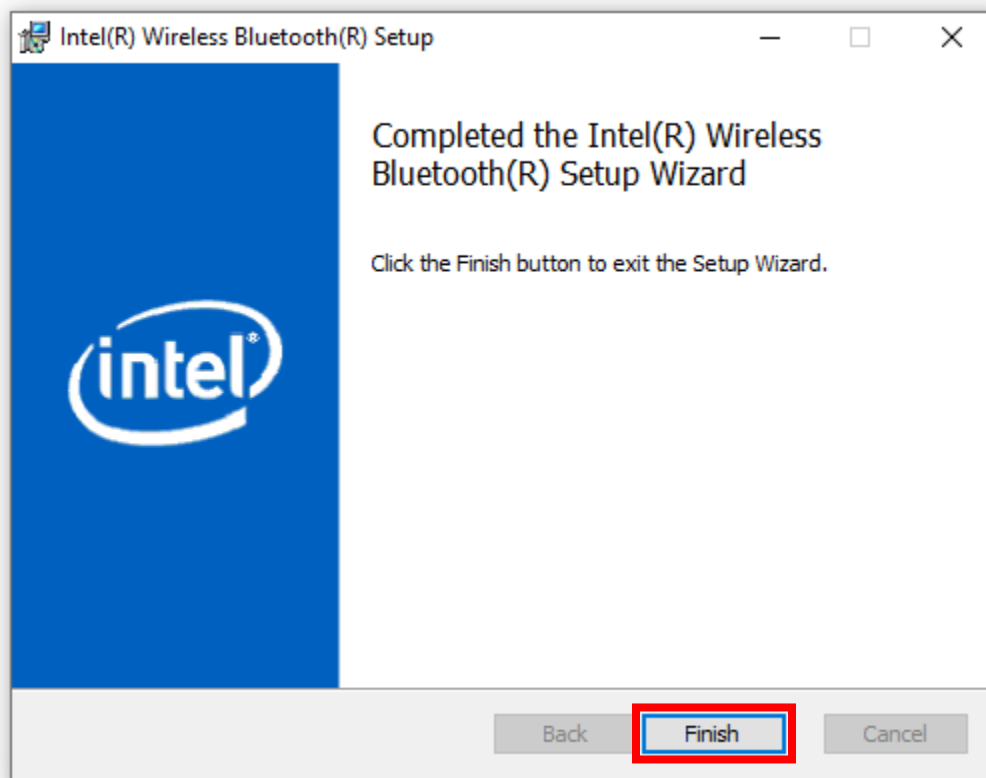 Intel(R) Wireless Bluetooth(R) Setup
Completed the Intel(R) Wireless
Bluetooth(R) Setup Wizard
Click the Finish button to exit the Setup Wizard.
intel®
Back Finish Cancel